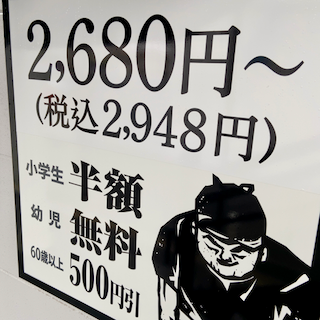 2,680円～
(税込2,948円)
小学生 半額
幼児 無料
60歳以上 500円引